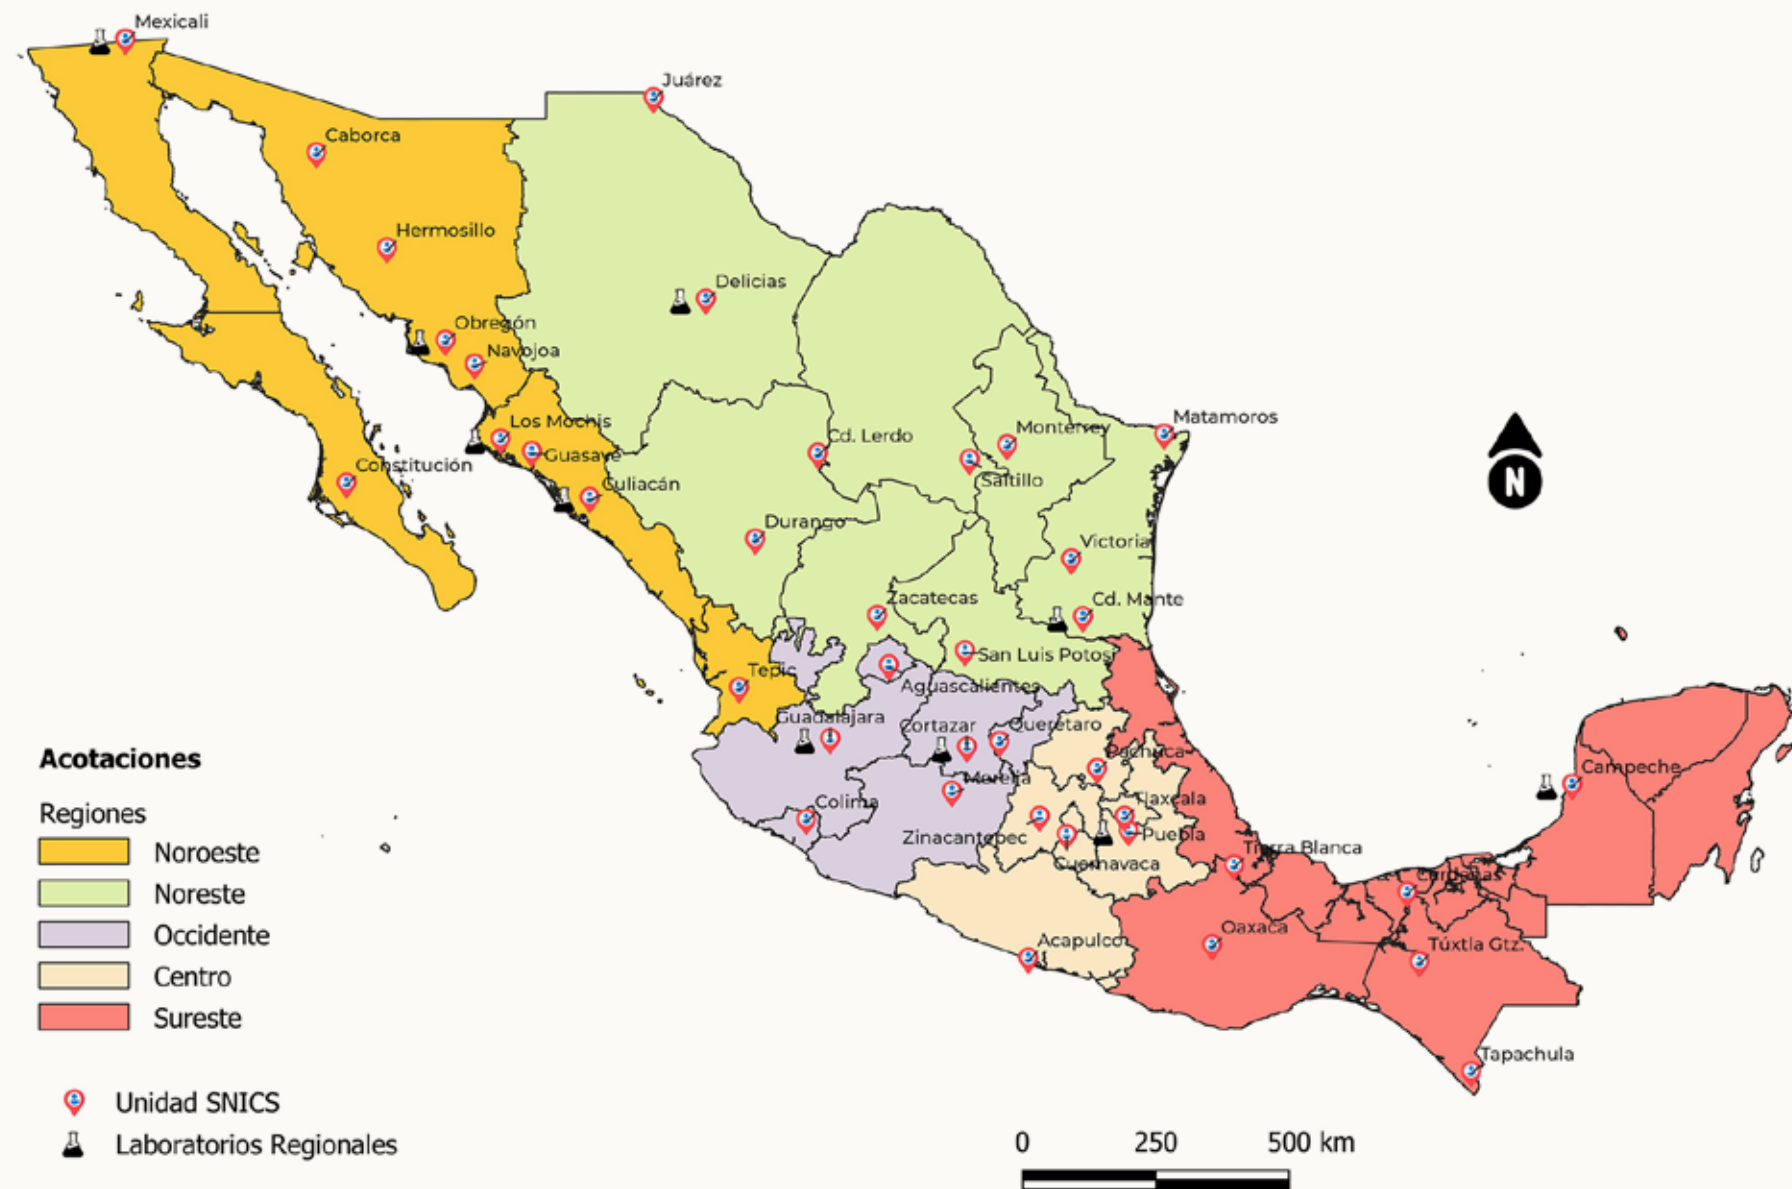 Mexicali
Juárez
Caborca
Hermosillo
Delicias
Obregón
Navojoa
Matamoros
Los Mochis
Monterrey
Cd. Lerdo
Guasave
Constitución
Saltillo
Culiacán
Durango
Victoria
Zacatecas
Cd. Mante
San Luis Potosí
Tepic
Aguascalientes
Guadalajara
Cortazar
Querétaro
Pachuca
Campeche
Morelia
Colima
Tlaxcala
Zinacantepec
Puebla
Tierra Blanca
Cuernavaca
Cárdenas
Oaxaca
Acapulco
Túxtla Gtz.
Tapachula
N
Acotaciones
Regiones
Noroeste
Noreste
Occidente
Centro
Sureste
Unidad SNICS
Laboratorios Regionales
0 250 500 km